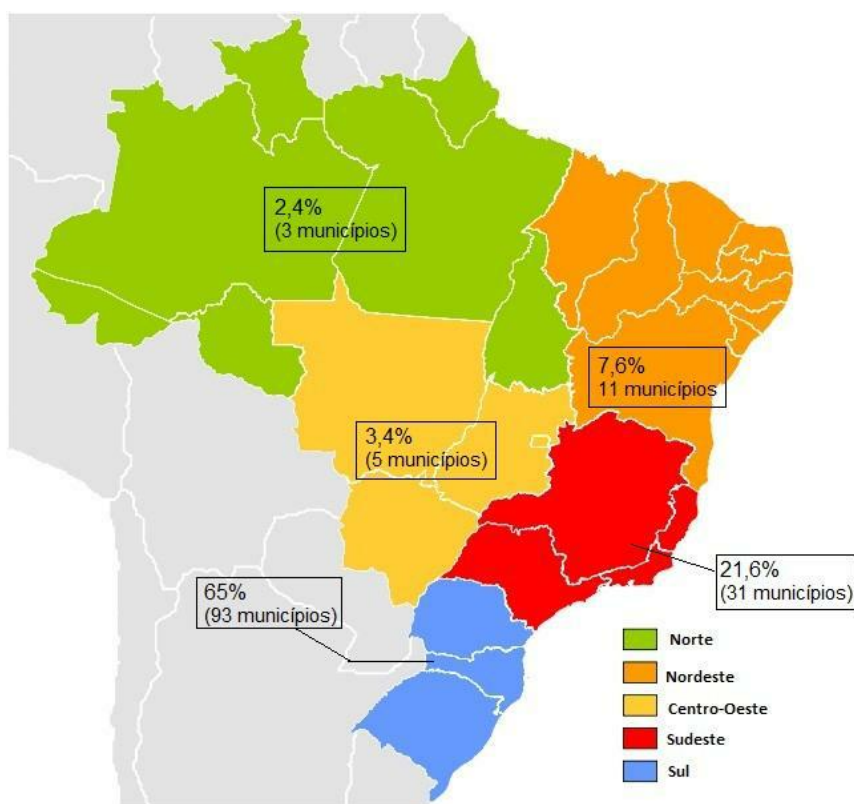 2,4%
(3 municípios)
7,6%
11 municípios
3,4%
(5 municípios)
21,6%
(31 municípios)
65%
(93 municípios)
Norte
Nordeste
Centro-Oeste
Sudeste
Sul